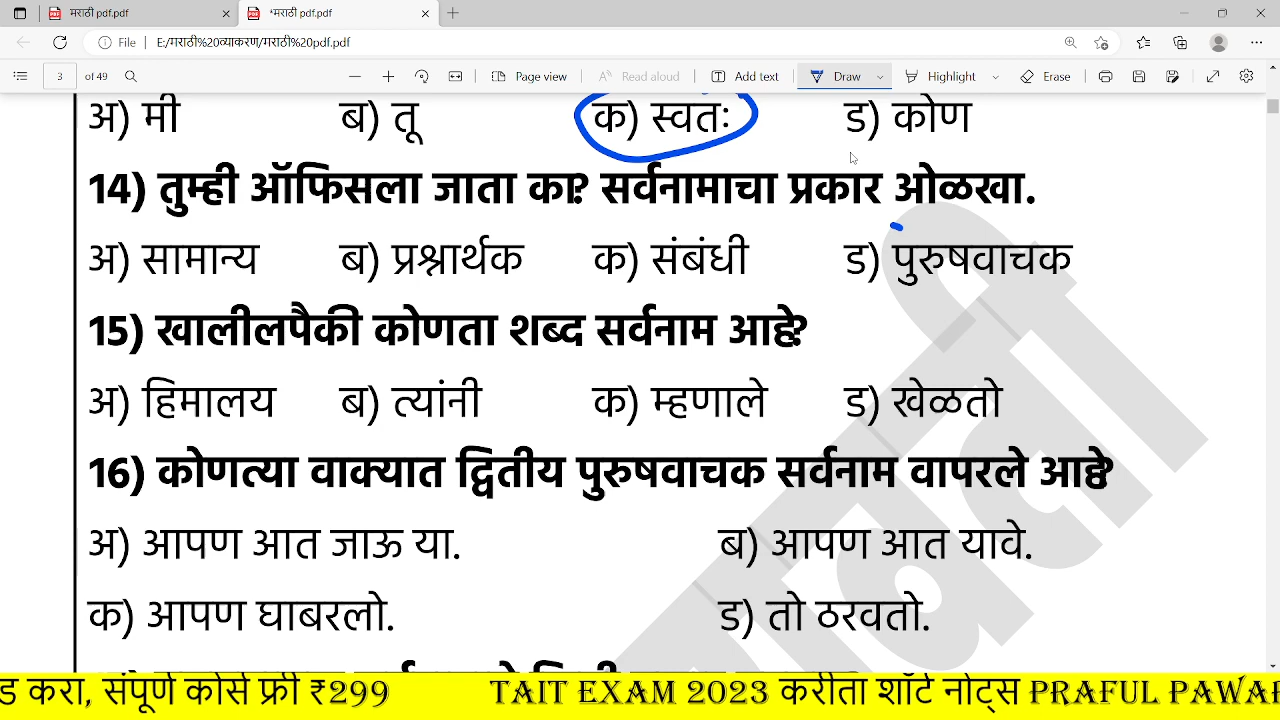 मराठी pdf.pdf
*मराठी pdf.pdf
File E:/मराठी%20व्याकरण/मराठी%20pdf.pdf
3 of 49 Page view Read aloud Add text Draw Highlight Erase
अ) मी ब) तू क) स्वतः ड) कोण
14) तुम्ही ऑफिसला जाता का? सर्वनामाचा प्रकार ओळखा.
अ) सामान्य ब) प्रश्नार्थक क) संबंधी ड) पुरुषवाचक
15) खालीलपैकी कोणता शब्द सर्वनाम आहे?
अ) हिमालय ब) त्यांनी क) म्हणाले ड) खेळतो
16) कोणत्या वाक्यात द्वितीय पुरुषवाचक सर्वनाम वापरले आहे?
अ) आपण आत जाऊ या. ब) आपण आत यावे.
क) आपण घाबरलो. ड) तो ठरवतो.
ड करा, संपूर्ण कोर्स फ्री ₹299 TAIT EXAM 2023 करीता शॉर्ट नोट्स PRAFUL PAWAR